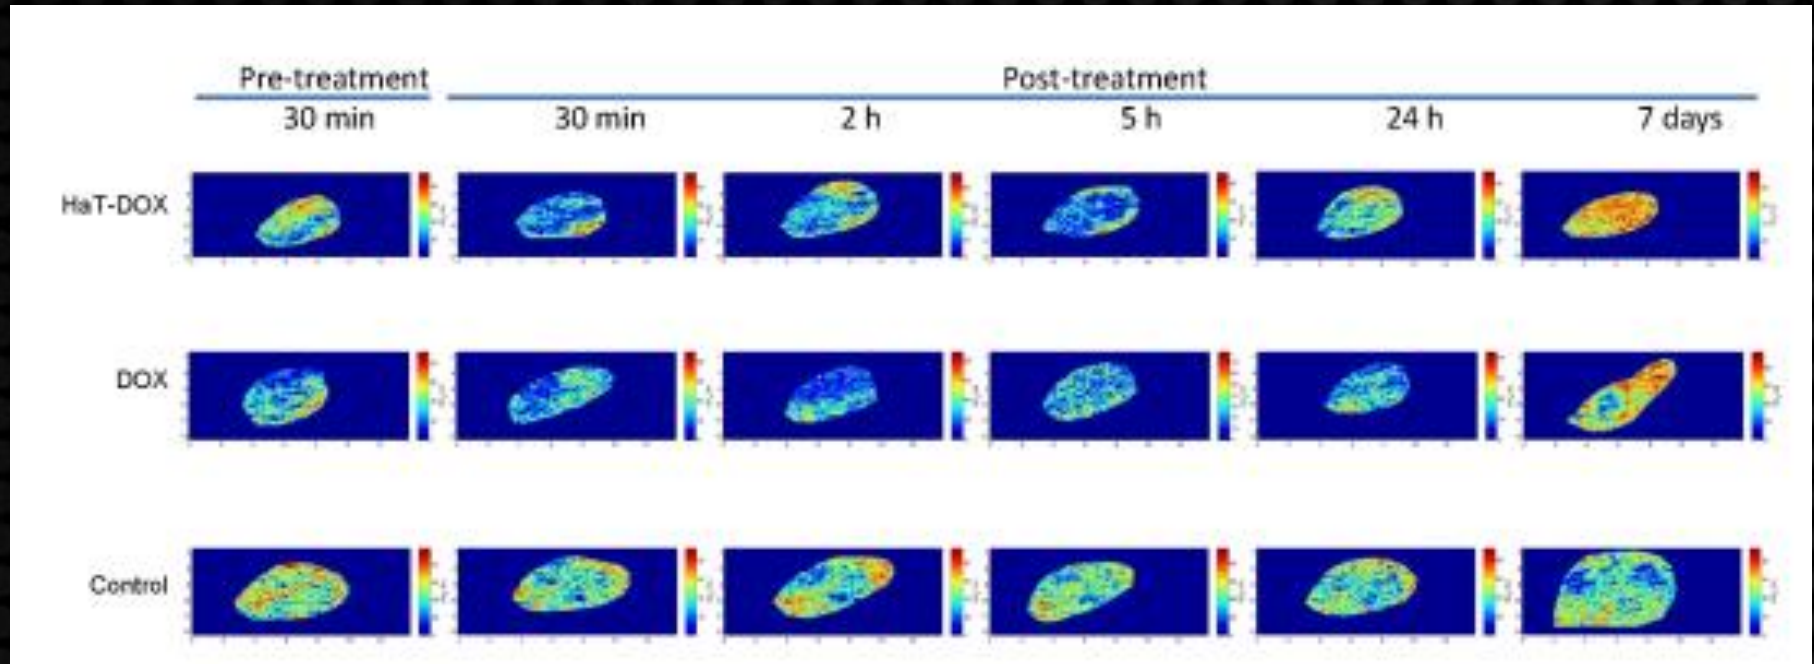 Pre-treatment Post-treatment
30 min 30 min 2 h 5 h 24 h 7 days
HaT-DOX
DOX
Control